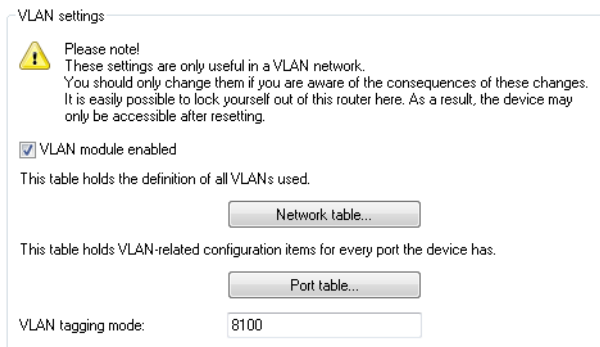 VLAN settings
Please note!
These settings are only useful in a VLAN network.
You should only change them if you are aware of the consequences of these changes.
It is easily possible to lock yourself out of this router here. As a result, the device may
only be accessible after resetting.
VLAN module enabled
This table holds the definition of all VLANs used.
Network table...
This table holds VLAN-related configuration items for every port the device has.
Port table...
VLAN tagging mode: 8100